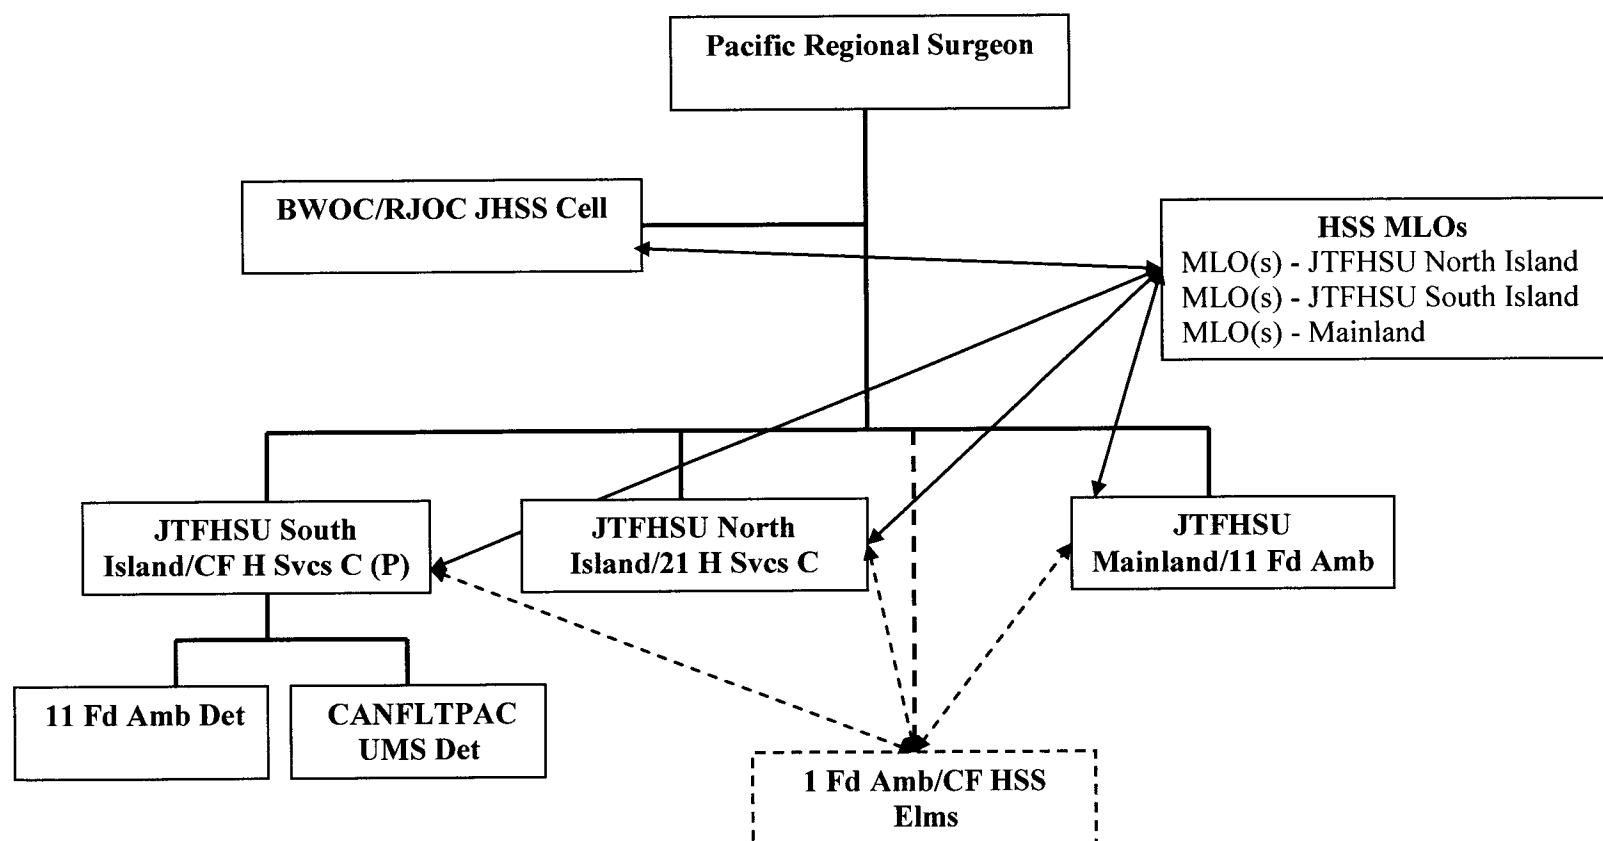 Pacific Regional Surgeon
BWOC/RJOC JHSS Cell
HSS MLOs
MLO(s) - JTFHSU North Island
MLO(s) - JTFHSU South Island
MLO(s) - Mainland
JTFHSU South
Island/CF H Svcs C (P)
JTFHSU North
Island/21 H Svcs C
JTFHSU
Mainland/11 Fd Amb
11 Fd Amb Det
CANFLTPAC
UMS Det
1 Fd Amb/CF HSS
Elms